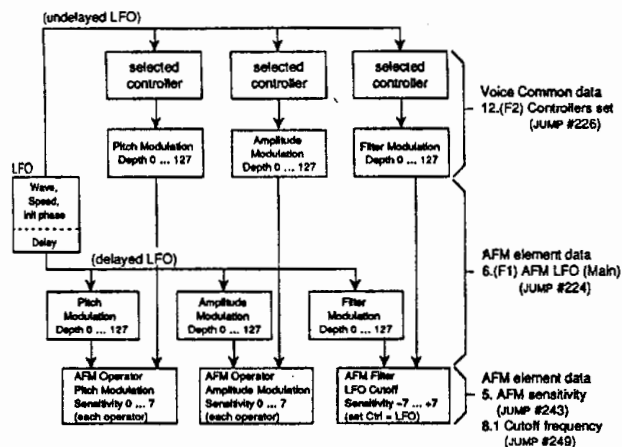 (undelayed LFO)
selected
controller
selected
controller
selected
controller
Voice Common data
12.(F2) Controllers set
(JUMP #226)
Pitch Modulation
Depth 0 ... 127
Amplitude
Modulation
Depth 0 ... 127
Filter Modulation
Depth 0 ... 127
LFO
Wave,
Speed,
Init phase
Delay
(delayed LFO)
AFM element data
6.(F1) AFM LFO (Main)
(JUMP #224)
Pitch
Modulation
Depth 0 ... 127
Amplitude
Modulation
Depth 0 ... 127
Filter
Modulation
Depth 0 ... 127
AFM Operator
Pitch Modulation
Sensitivity 0 ... 7
(each operator)
AFM Operator
Amplitude Modulation
Sensitivity 0 ... 7
(each operator)
AFM Filter
LFO Cutoff
Sensitivity −7 ... +7
(set Ctrl = LFO)
AFM element data
5. AFM sensitivity
(JUMP #243)
8.1 Cutoff frequency
(JUMP #249)